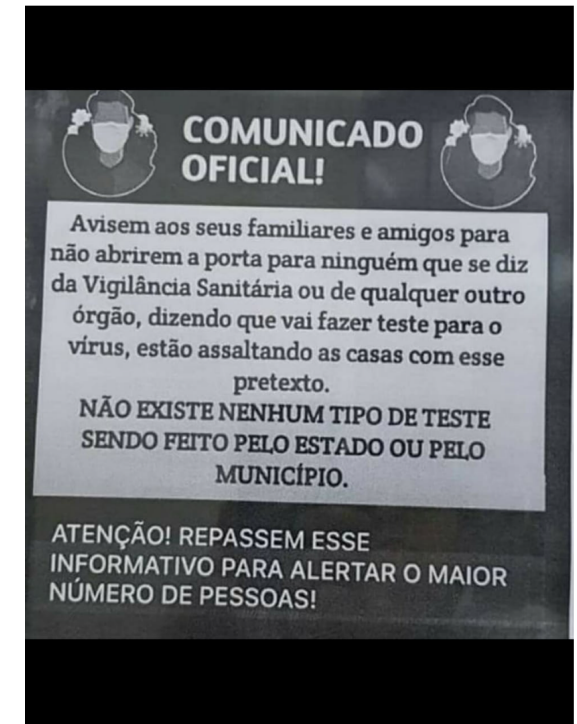 COMUNICADO
OFICIAL!
Avisem aos seus familiares e amigos para
não abrirem a porta para ninguém que se diz
da Vigilância Sanitária ou de qualquer outro
órgão, dizendo que vai fazer teste para o
vírus, estão assaltando as casas com esse
pretexto.
NÃO EXISTE NENHUM TIPO DE TESTE
SENDO FEITO PELO ESTADO OU PELO
MUNICÍPIO.
ATENÇÃO! REPASSEM ESSE
INFORMATIVO PARA ALERTAR O MAIOR
NÚMERO DE PESSOAS!